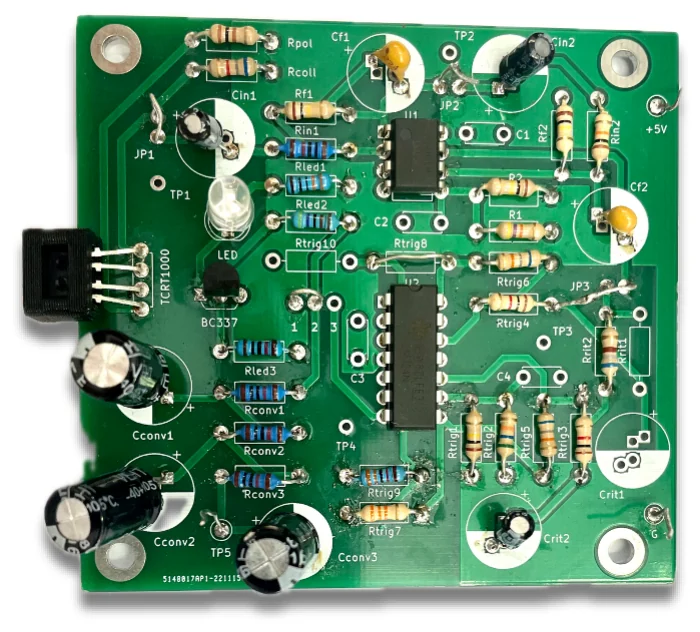 Rpol
Cf1
TP2
Cin2
Rcoll
Cin1
Rf1
JP2
U1
C1
Rf2
Rin2
+5V
JP1
Rin1
Rled1
TP1
R2
Cf2
Rled2
C2
R1
LED
Rtrig10
Rtrig8
TCRT1000
U2
Rtrig6
JP3
BC337
1 2 3
Rtrig4
TP3
Rtrig2
Rrit2
Rrit1
Rled3
C3
C4
Rconv1
Cconv1
Rtrig1
Rtrig5
Rtrig3
Rconv2
TP4
Rconv3
Rtrig9
Crit1
105°C
Cconv2
TP5
Rtrig7
Cconv3
Crit2
G
5148017AP1-221115